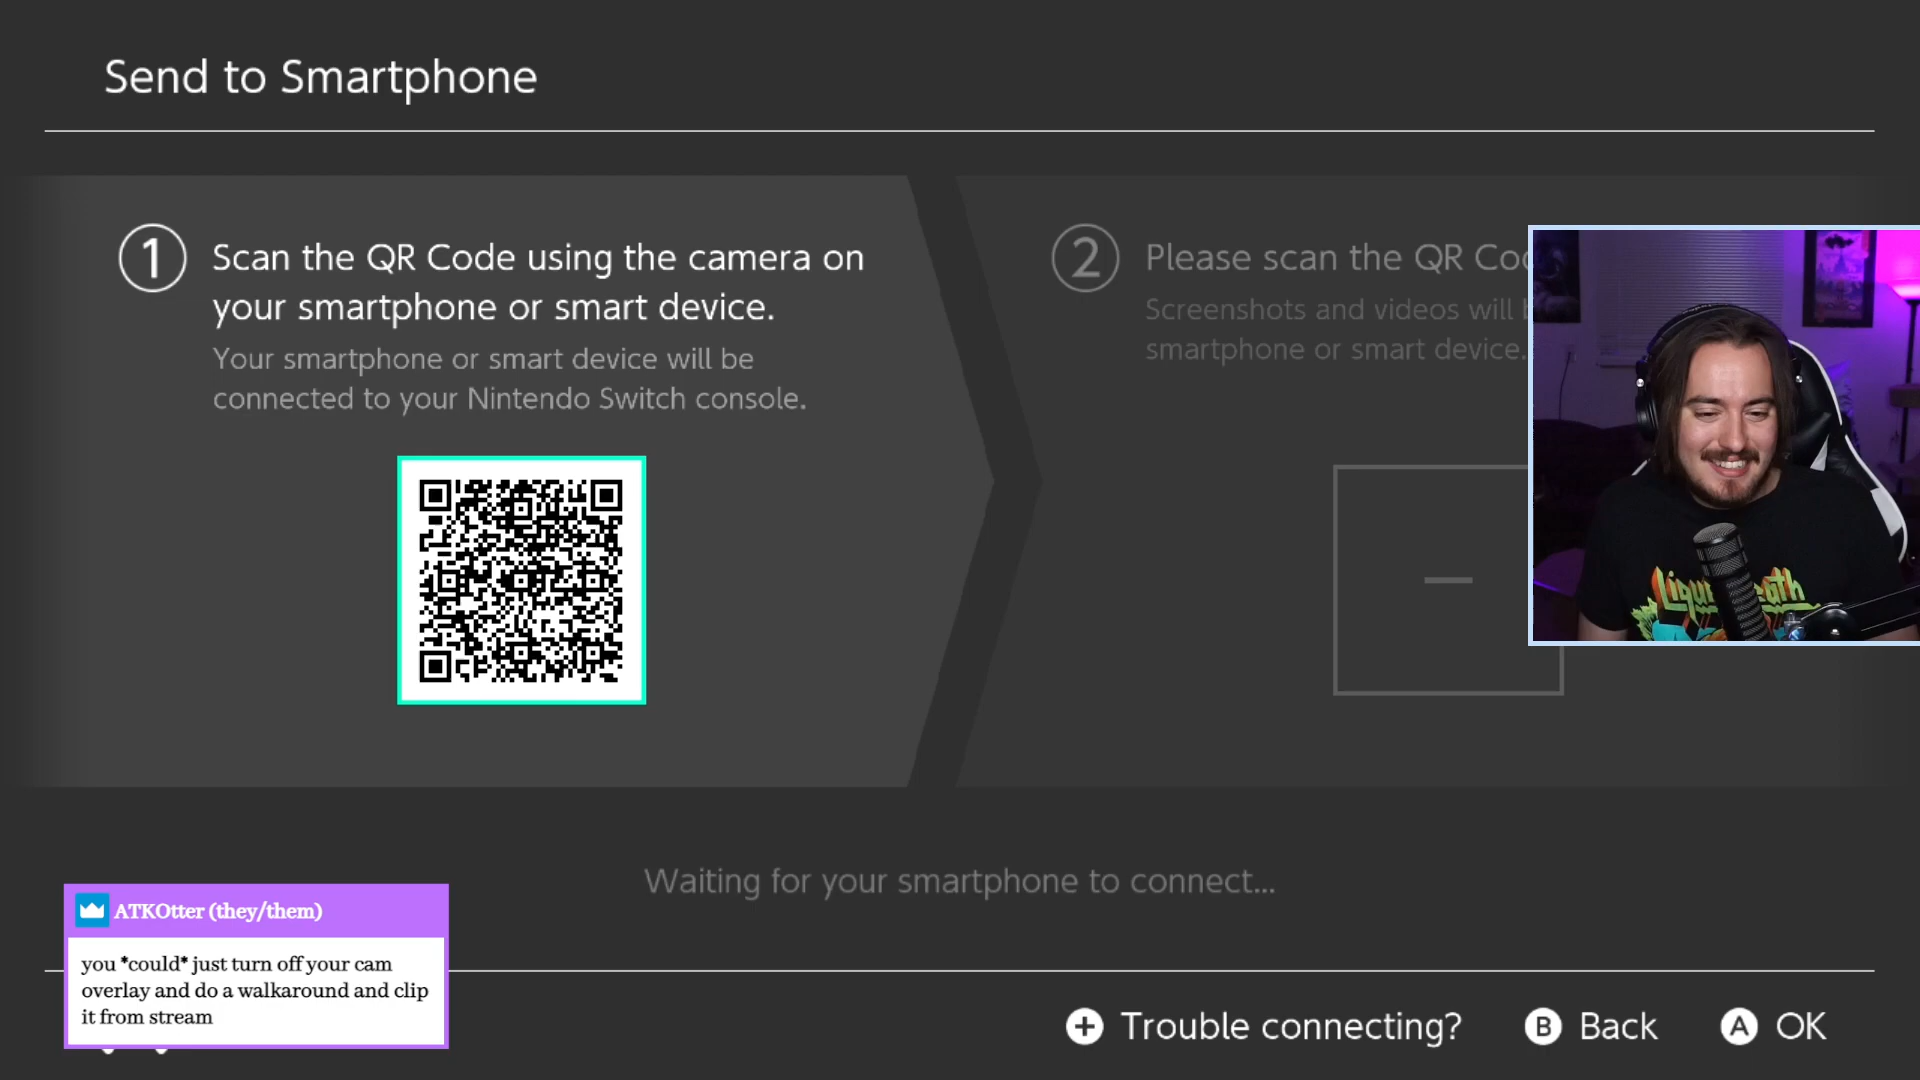 Send to Smartphone
1
Scan the QR Code using the camera on
your smartphone or smart device.
Your smartphone or smart device will be
connected to your Nintendo Switch console.
2
Please scan the QR
Screenshots and videos will
smartphone or smart device.
Waiting for your smartphone to connect...
ATKOtter (they/them)
you *could* just turn off your cam
overlay and do a walkaround and clip
it from stream
+ Trouble connecting?
B Back
A OK